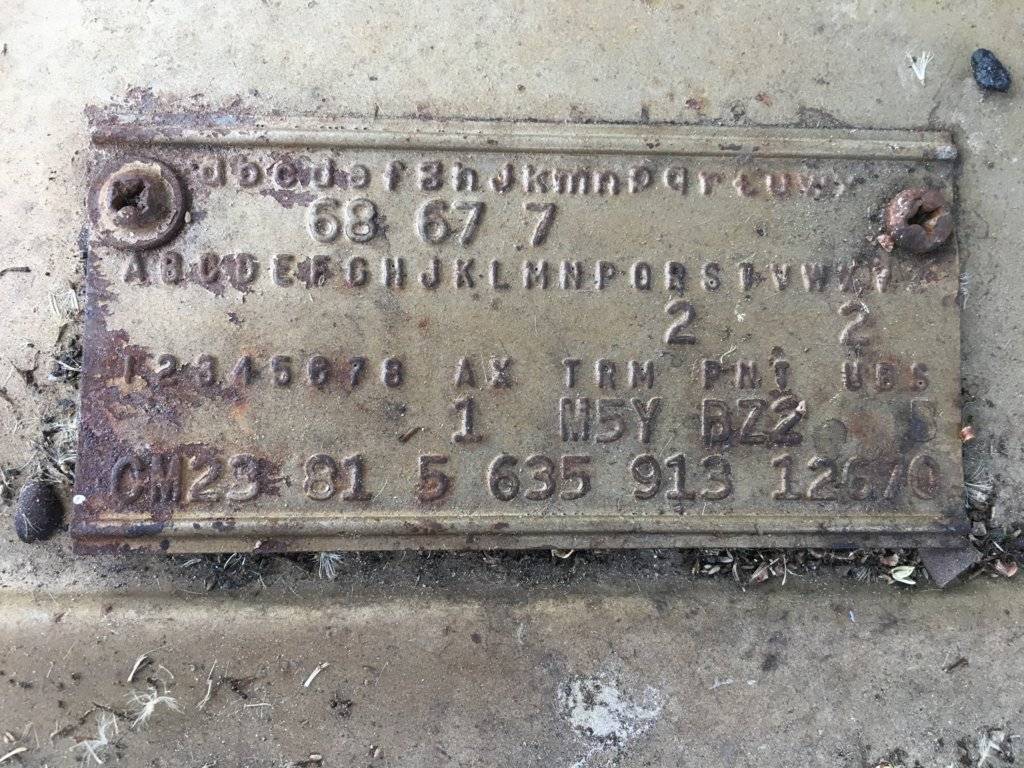 abcdefghjkmnpqrtuwxy
68 67 7
ABCDEFGHJKLMNPQRSTVWXY
2 2
12345678 AX TRM PNT UBS
1 M5Y BZ2
CM23 81 5 635 913 12670